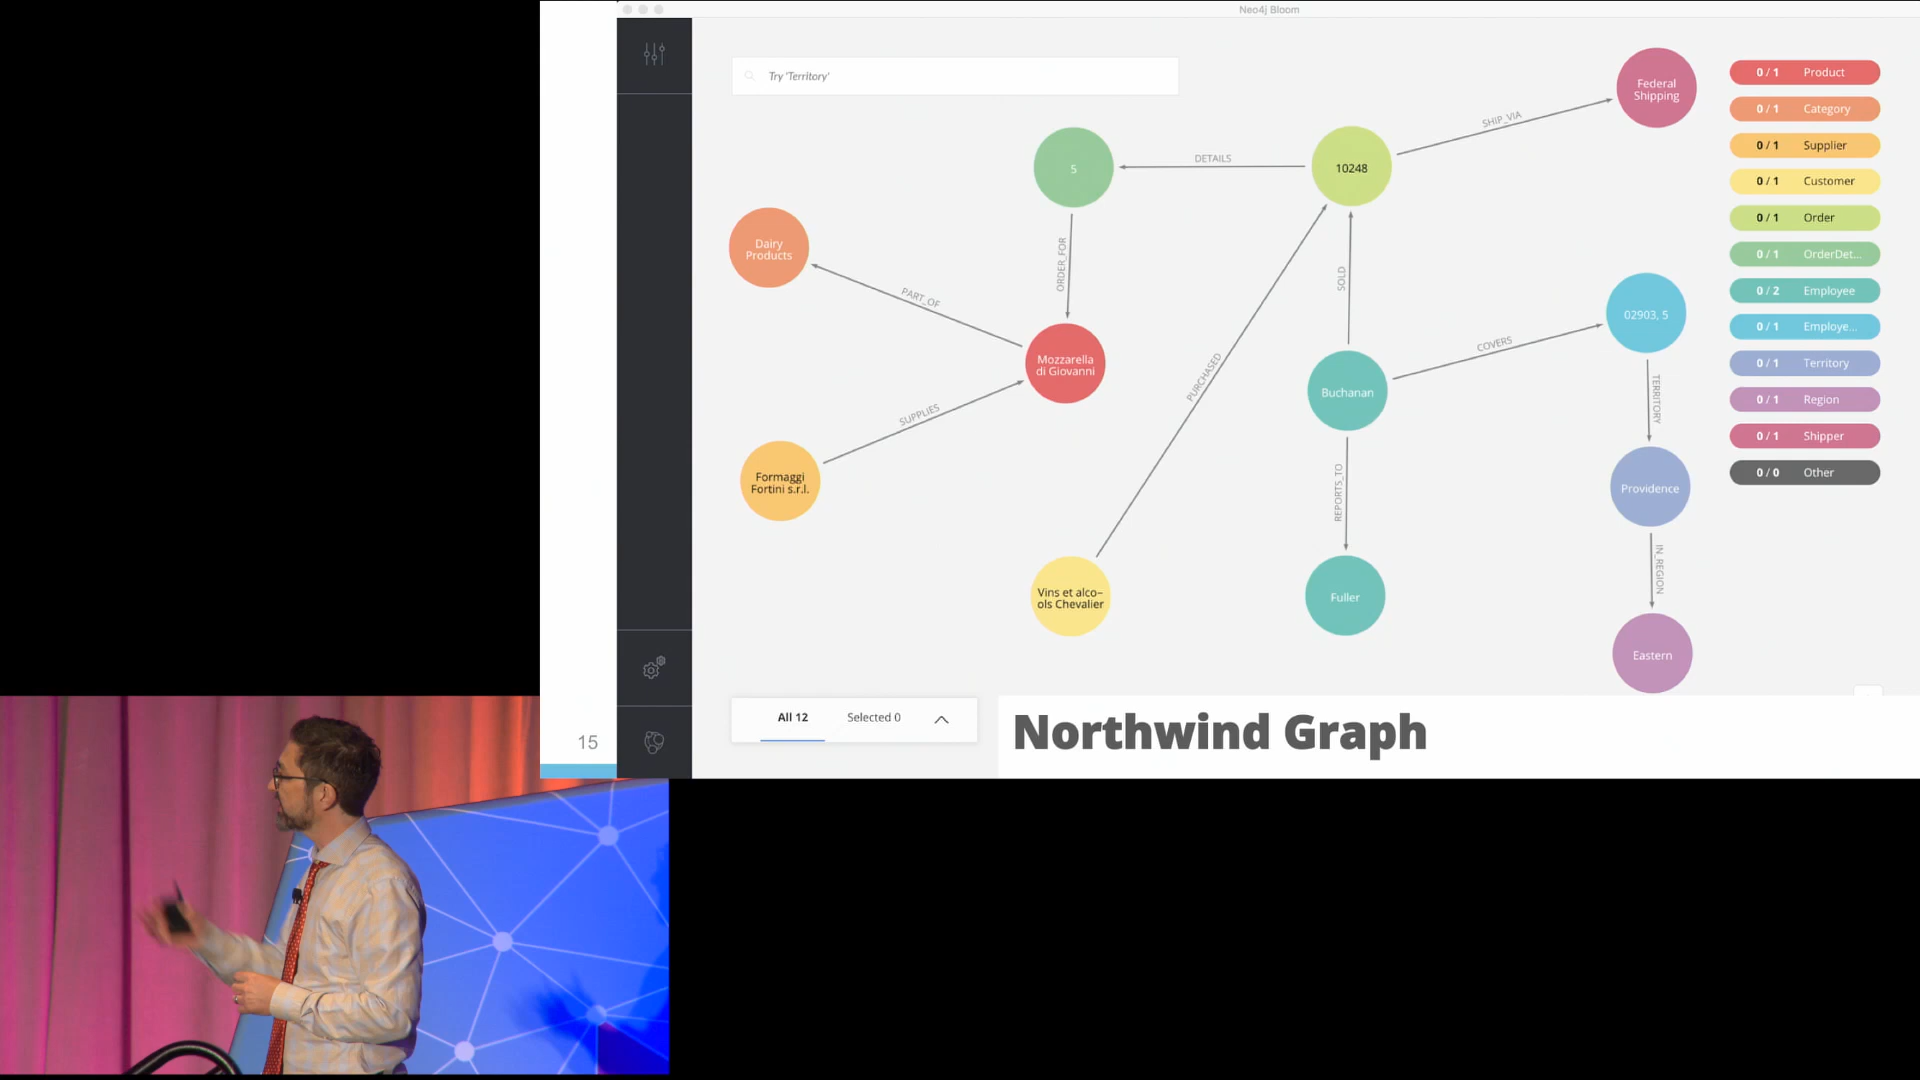 Neo4j Bloom
Try 'Territory'
Federal
Shipping
SHIP_VIA
DETAILS
5
10248
Dairy
Products
ORDER_FOR
PART_OF
SOLD
Mozzarella
di Giovanni
PURCHASED
Buchanan
COVERS
02903, 5
TERRITORY
SUPPLIES
Formaggi
Fortini s.r.l.
REPORTS_TO
Providence
IN_REGION
Vins et alco-
ols Chevalier
Fuller
Eastern
0 / 1 Product
0 / 1 Category
0 / 1 Supplier
0 / 1 Customer
0 / 1 Order
0 / 1 OrderDet...
0 / 2 Employee
0 / 1 Employe...
0 / 1 Territory
0 / 1 Region
0 / 1 Shipper
0 / 0 Other
All 12 Selected 0
15
Northwind Graph